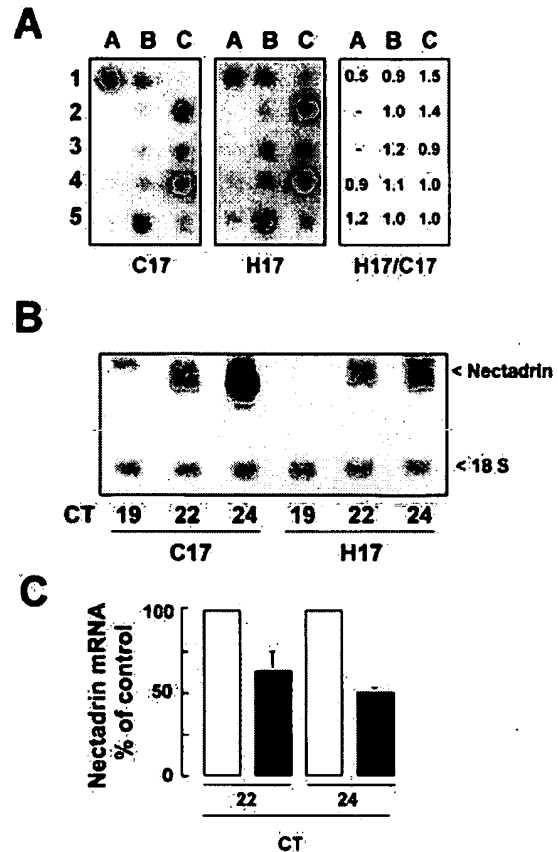 A
A B C A B C A B C
1 0.5 0.9 1.5
2 - 1.0 1.4
3 - 1.2 0.9
4 0.9 1.1 1.0
5 1.2 1.0 1.0
C17 H17 H17/C17
B
< Nectadrin
< 18 S
CT 19 22 24 19 22 24
C17 H17
C
Nectadrin mRNA
% of control
100
50
0
22 24
CT